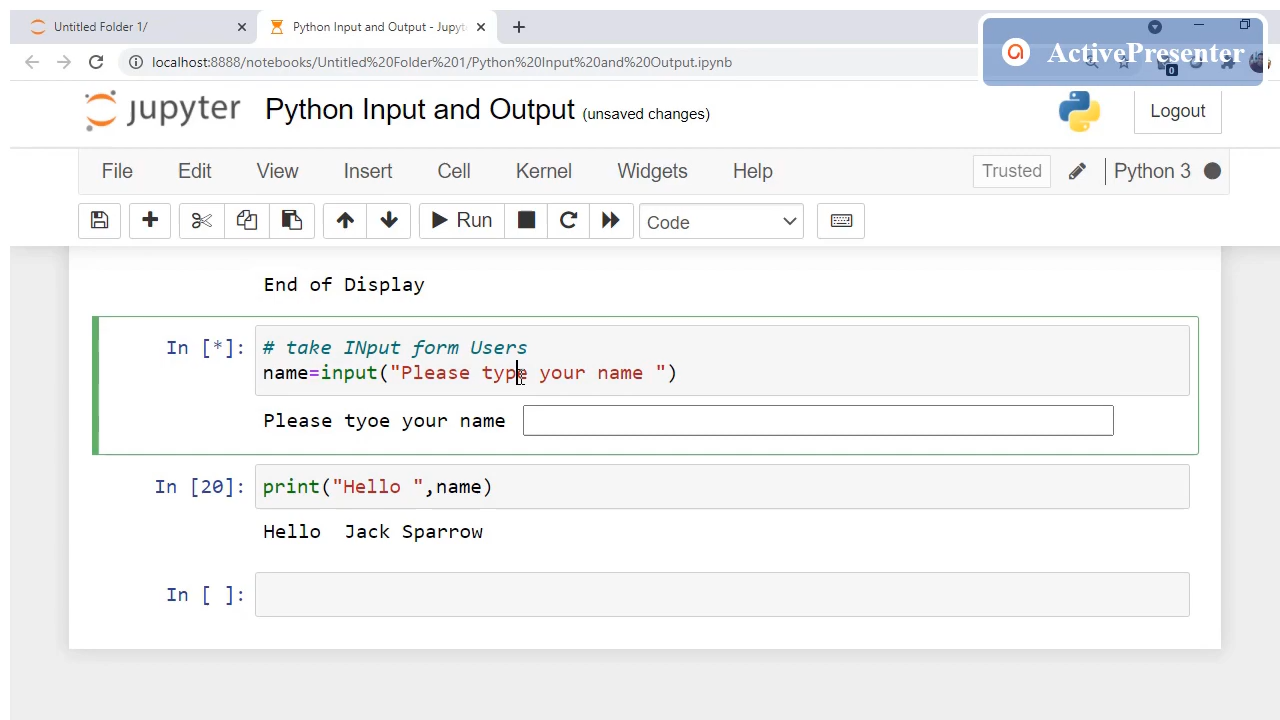 Untitled Folder 1/
Python Input and Output - Jupyte
localhost:8888/notebooks/Untitled%20Folder%201/Python%20Input%20and%20Output.ipynb
ActivePresenter
0
jupyter Python Input and Output (unsaved changes)
Logout
File Edit View Insert Cell Kernel Widgets Help
Trusted
Python 3
Run
Code
End of Display
In [*]: # take INput form Users
name=input("Please type your name ")
Please tyoe your name
In [20]: print("Hello ",name)
Hello  Jack Sparrow
In [ ]: